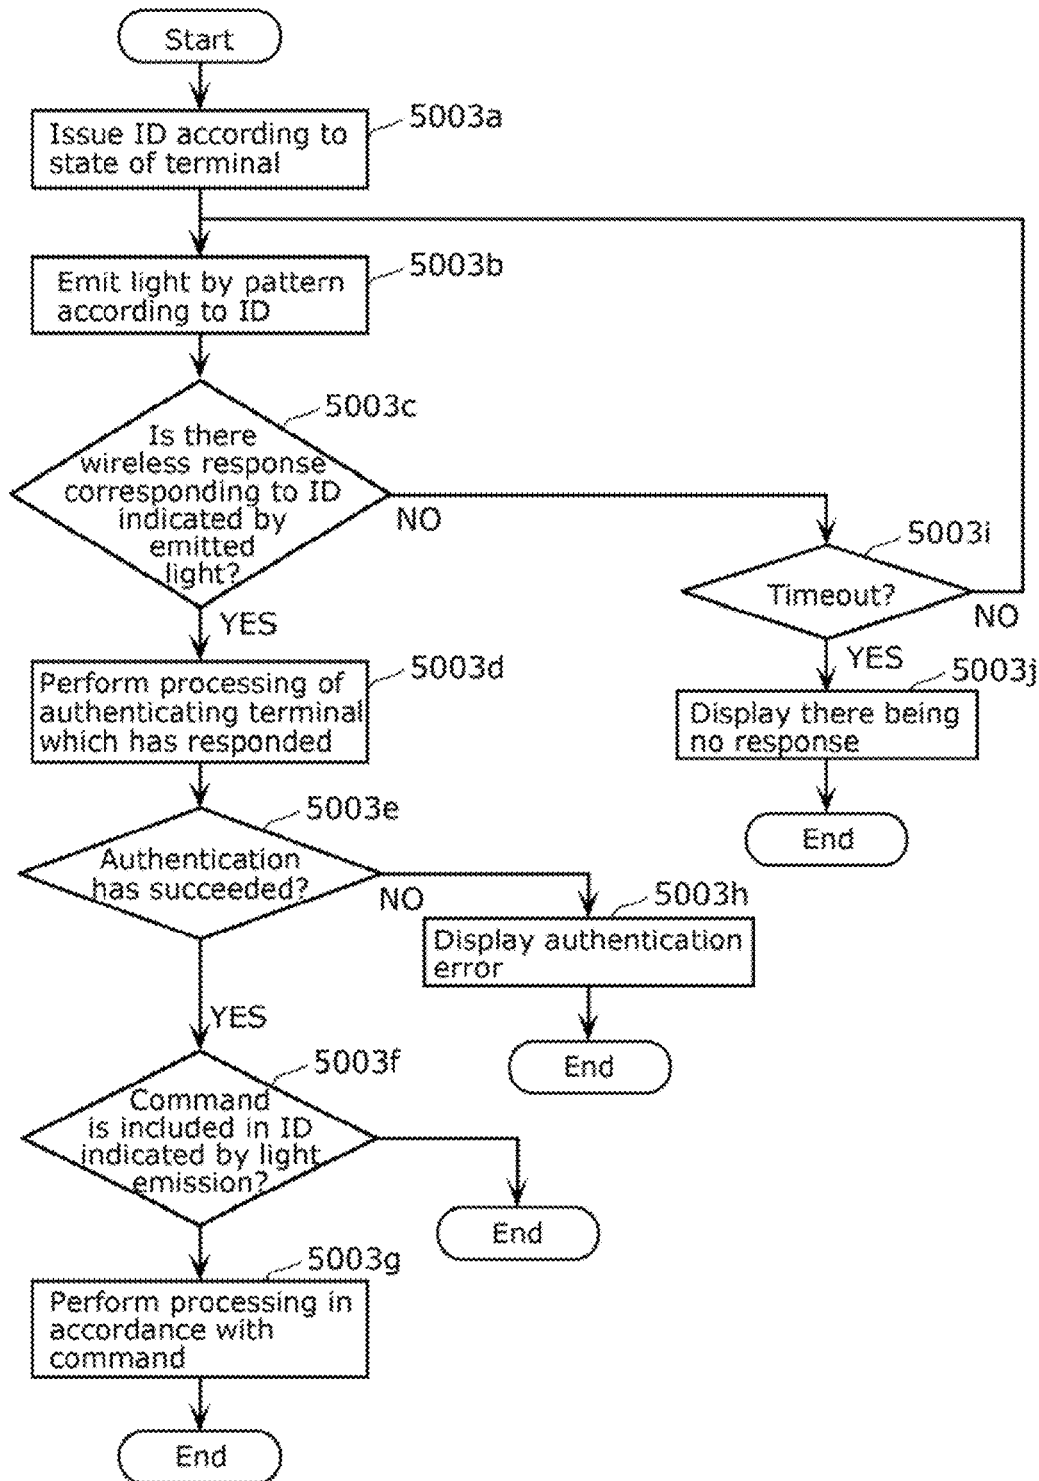 Start
5003a
Issue ID according to
state of terminal
5003b
Emit light by pattern
according to ID
5003c
Is there
wireless response
corresponding to ID
indicated by
emitted
light?
NO
5003i
Timeout?
NO
YES
YES
5003d
Perform processing of
authenticating terminal
which has responded
5003j
Display there being
no response
End
5003e
Authentication
has succeeded?
NO
5003h
Display authentication
error
End
YES
5003f
Command
is included in ID
indicated by light
emission?
End
5003g
Perform processing in
accordance with
command
End